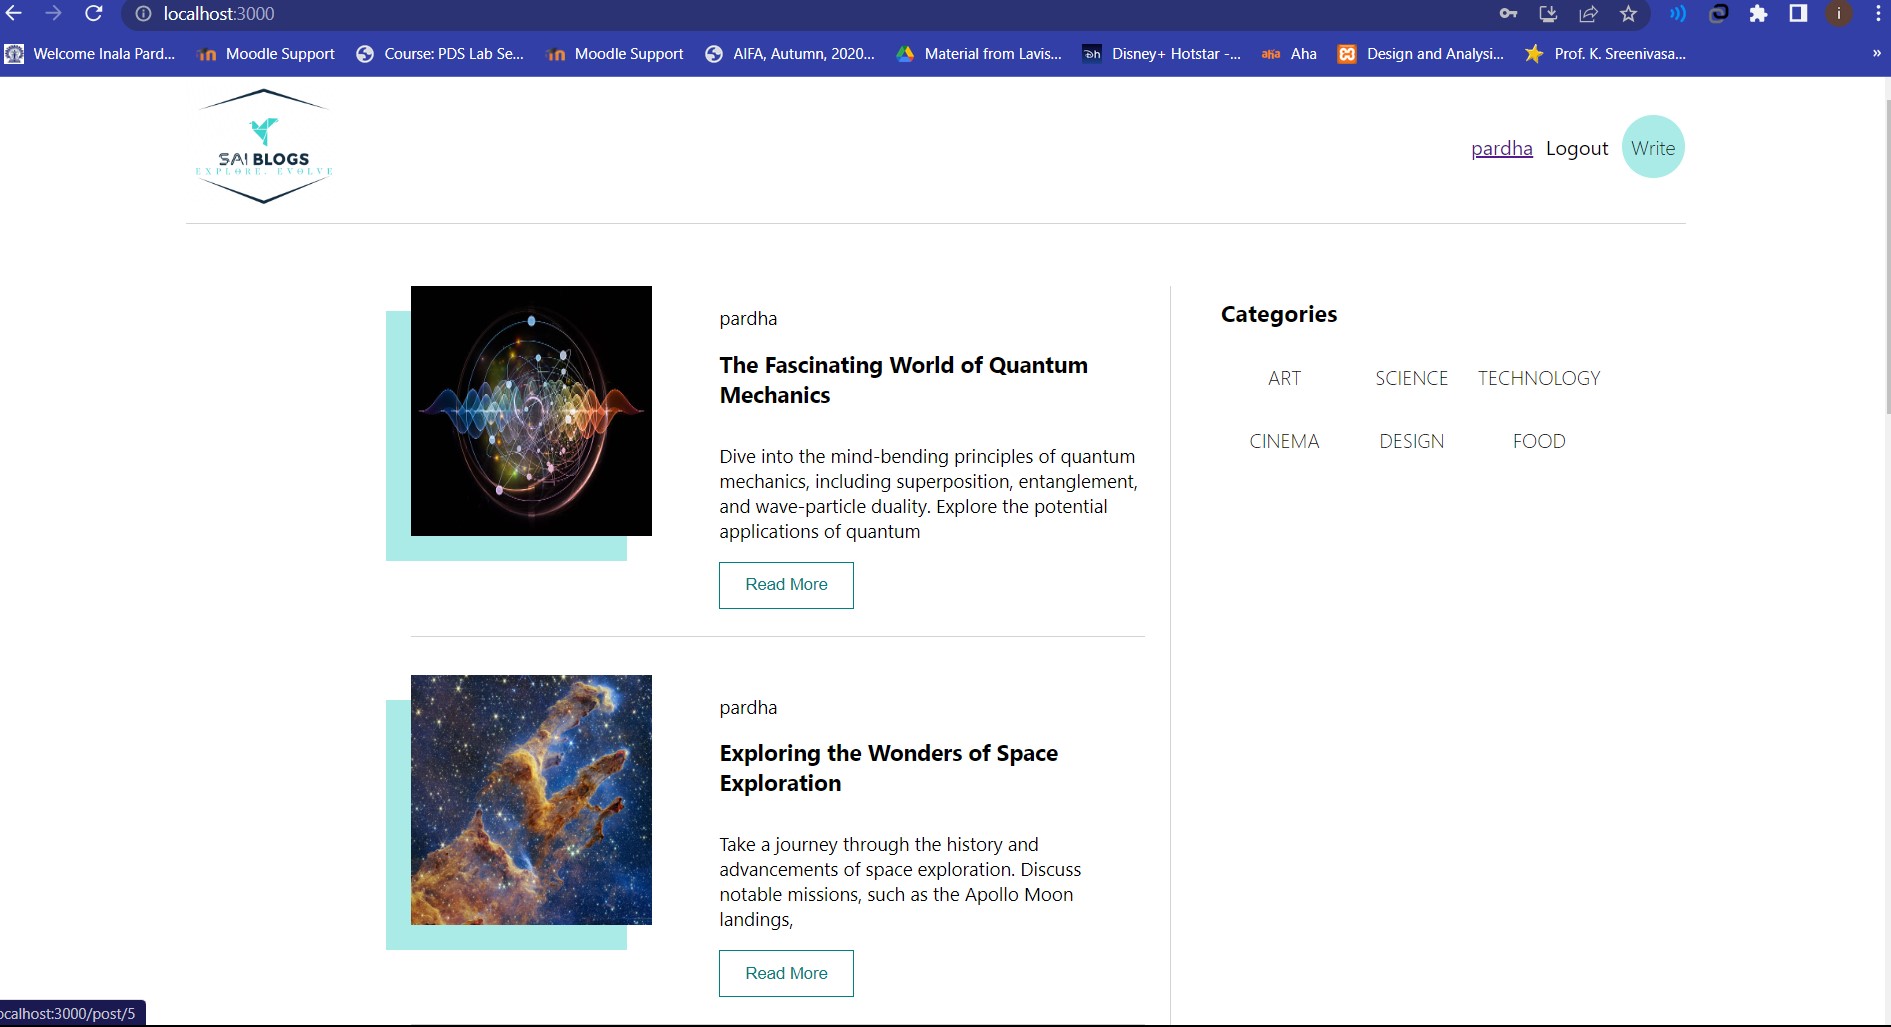 localhost:3000
Welcome Inala Pard...
Moodle Support
Course: PDS Lab Se...
Moodle Support
AIFA, Autumn, 2020...
Material from Lavis...
Disney+ Hotstar -...
aha Aha
Design and Analysi...
Prof. K. Sreenivasa...
»
SAI BLOGS
EXPLORE. EVOLVE
pardha Logout Write
pardha
The Fascinating World of Quantum
Mechanics
Dive into the mind-bending principles of quantum
mechanics, including superposition, entanglement,
and wave-particle duality. Explore the potential
applications of quantum
Read More
pardha
Exploring the Wonders of Space
Exploration
Take a journey through the history and
advancements of space exploration. Discuss
notable missions, such as the Apollo Moon
landings,
Read More
Categories
ART SCIENCE TECHNOLOGY
CINEMA DESIGN FOOD
ocalhost:3000/post/5
i